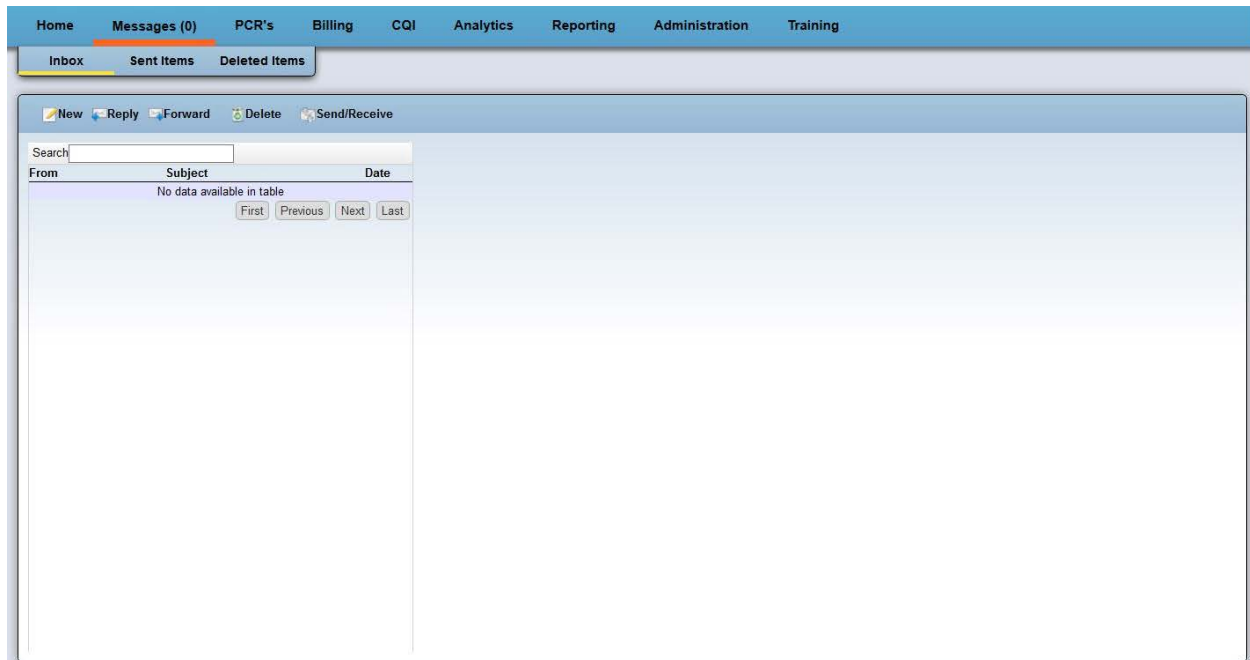 Home Messages (0) PCR's Billing CQI Analytics Reporting Administration Training
Inbox Sent Items Deleted Items
New Reply Forward Delete Send/Receive
Search
From Subject Date
No data available in table
First Previous Next Last